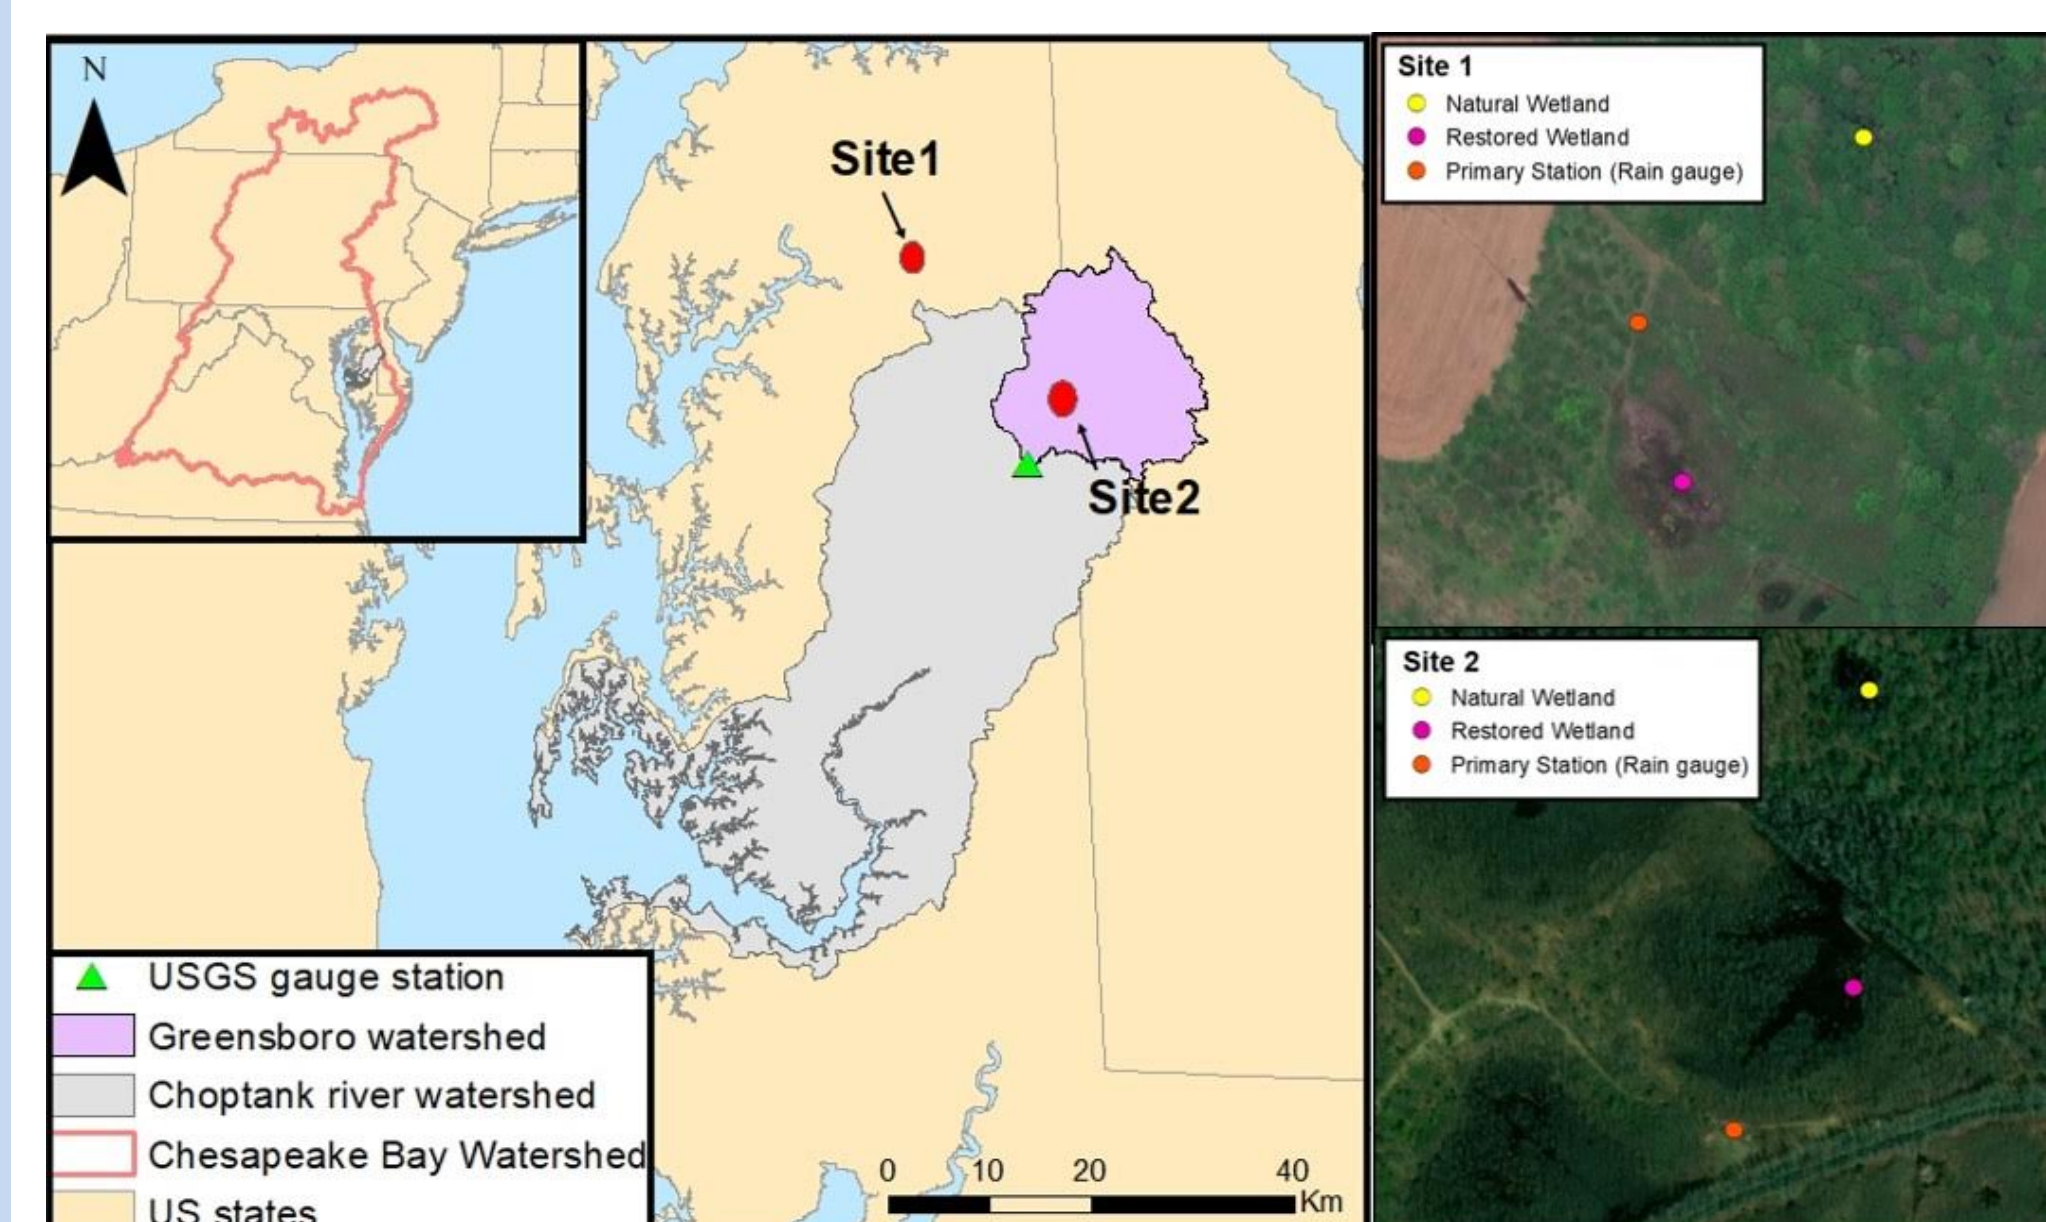 N
Site1
Site2
USGS gauge station
Greensboro watershed
Choptank river watershed
Chesapeake Bay Watershed
US states
0 10 20 40
Km
Site 1
Natural Wetland
Restored Wetland
Primary Station (Rain gauge)
Site 2
Natural Wetland
Restored Wetland
Primary Station (Rain gauge)